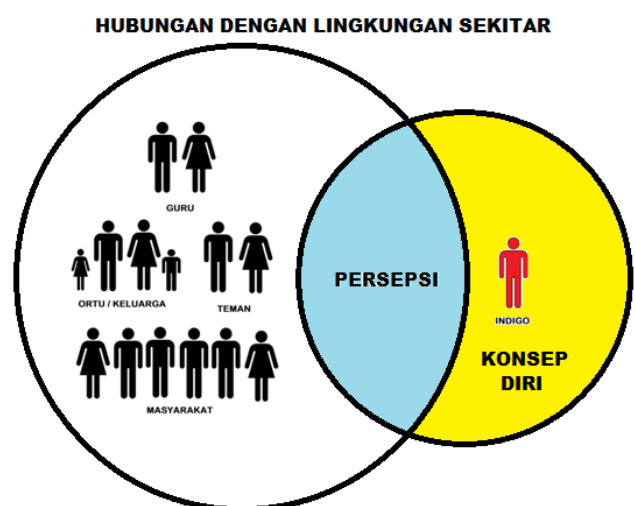 HUBUNGAN DENGAN LINGKUNGAN SEKITAR
GURU
ORTU / KELUARGA
TEMAN
MASYARAKAT
PERSEPSI
INDIGO
KONSEP
DIRI